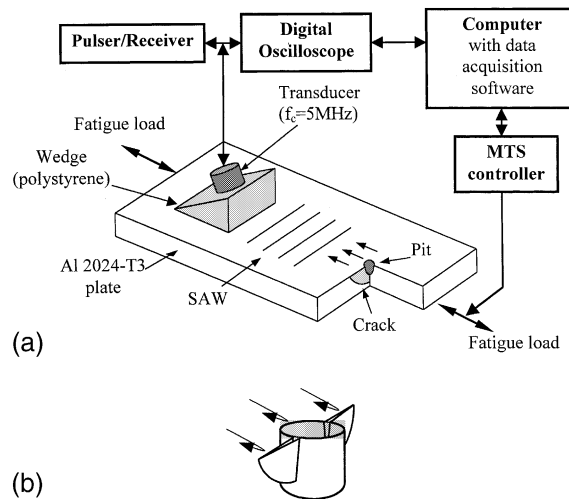 Pulser/Receiver
Digital
Oscilloscope
Computer
with data
acquisition
software
Transducer
(fc=5MHz)
Fatigue load
Wedge
(polystyrene)
MTS
controller
Pit
Al 2024-T3
plate
SAW
Crack
Fatigue load
(a)
(b)